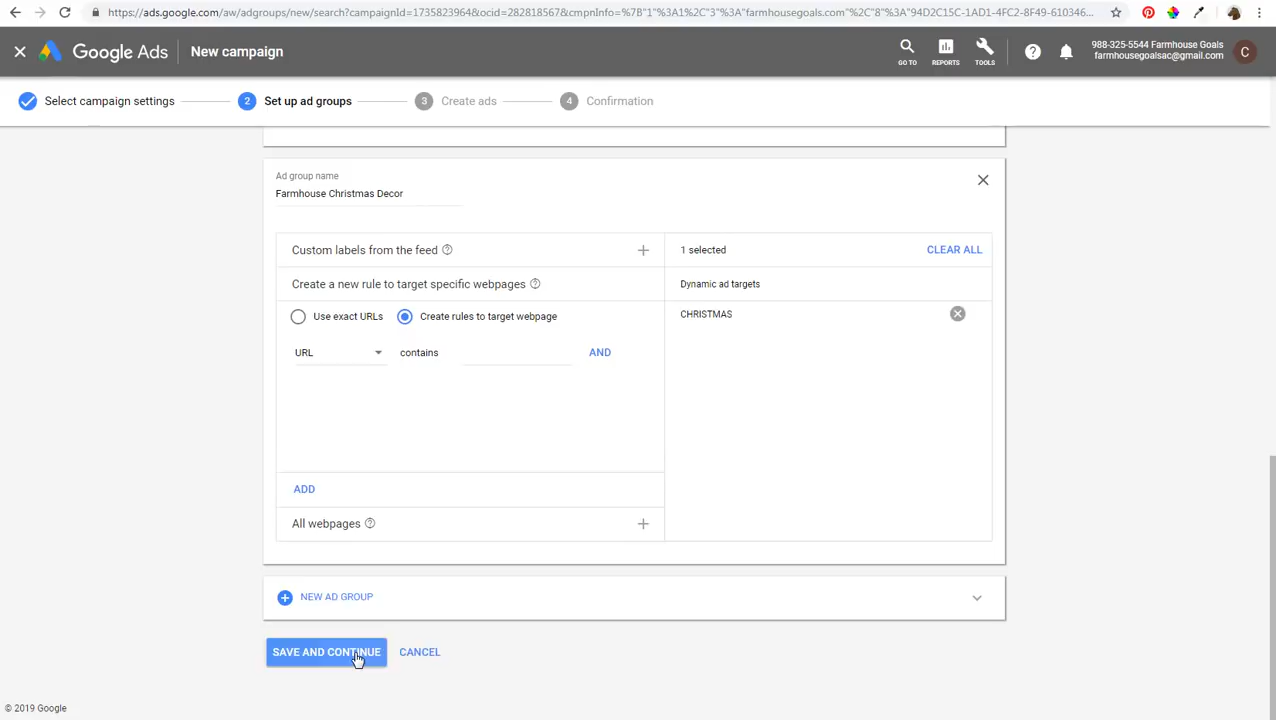 https://ads.google.com/aw/adgroups/new/search?campaignId=1735823964&ocid=282818567&cmpnInfo=%7B"1"%3A1%2C"3"%3A"farmhousegoals.com"%2C"8"%3A"94D2C15C-1AD1-4FC2-8F49-610346...
Google Ads
New campaign
GO TO
REPORTS
TOOLS
988-325-5544 Farmhouse Goals
farmhousegoalsac@gmail.com
C
Select campaign settings
2 Set up ad groups
3 Create ads
4 Confirmation
Ad group name
Farmhouse Christmas Decor
Custom labels from the feed
1 selected
CLEAR ALL
Create a new rule to target specific webpages
Dynamic ad targets
Use exact URLs
Create rules to target webpage
CHRISTMAS
URL
contains
AND
ADD
All webpages
NEW AD GROUP
SAVE AND CONTINUE
CANCEL
© 2019 Google